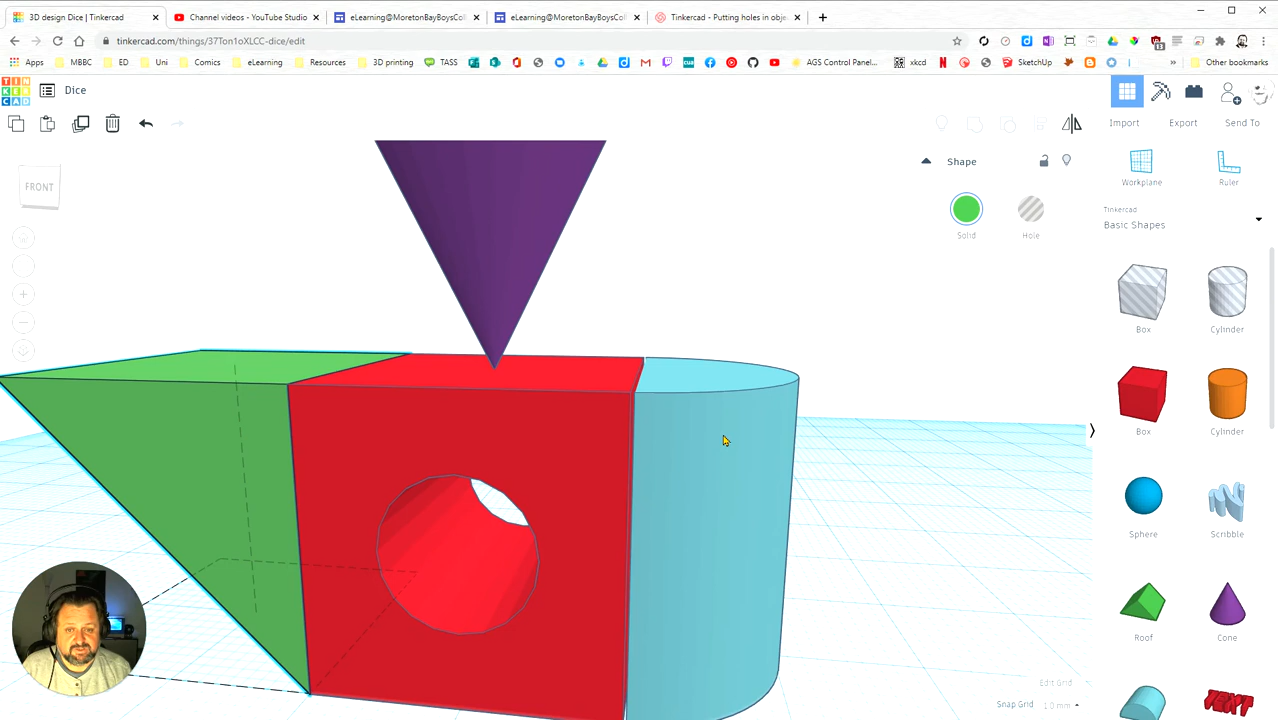 3D design Dice | Tinkercad
Channel videos - YouTube Studio
eLearning@MoretonBayBoysColl
eLearning@MoretonBayBoysColl
Tinkercad - Putting holes in obje
tinkercad.com/things/37Ton1oXLCC-dice/edit
Apps
MBBC
ED
Uni
Comics
eLearning
Resources
3D printing
TASS
AGS Control Panel...
xkcd
SketchUp
Other bookmarks
TIN
KER
CAD
Dice
Import
Export
Send To
FRONT
Shape
Solid
Hole
Workplane
Ruler
Tinkercad
Basic Shapes
Box
Cylinder
Box
Cylinder
Sphere
Scribble
Roof
Cone
TEXT
Edit Grid
Snap Grid
1.0 mm